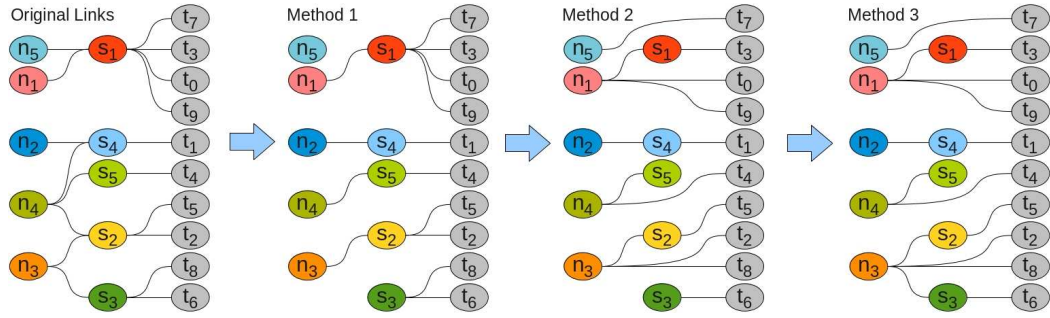 Original Links
n5 s1 t7
t3
n1 t0
t9
n2 s4 t1
s5 t4
n4 t5
s2 t2
n3 t8
s3 t6
Method 1
n5 s1 t7
t3
n1 t0
t9
n2 s4 t1
s5 t4
n4 t5
s2 t2
n3 t8
s3 t6
Method 2
t7
n5 s1 t3
n1 t0
t9
n2 s4 t1
s5 t4
n4 t5
s2 t2
n3 t8
s3 t6
Method 3
t7
n5 s1 t3
n1 t0
t9
n2 s4 t1
s5 t4
n4 t5
s2 t2
n3 t8
s3 t6